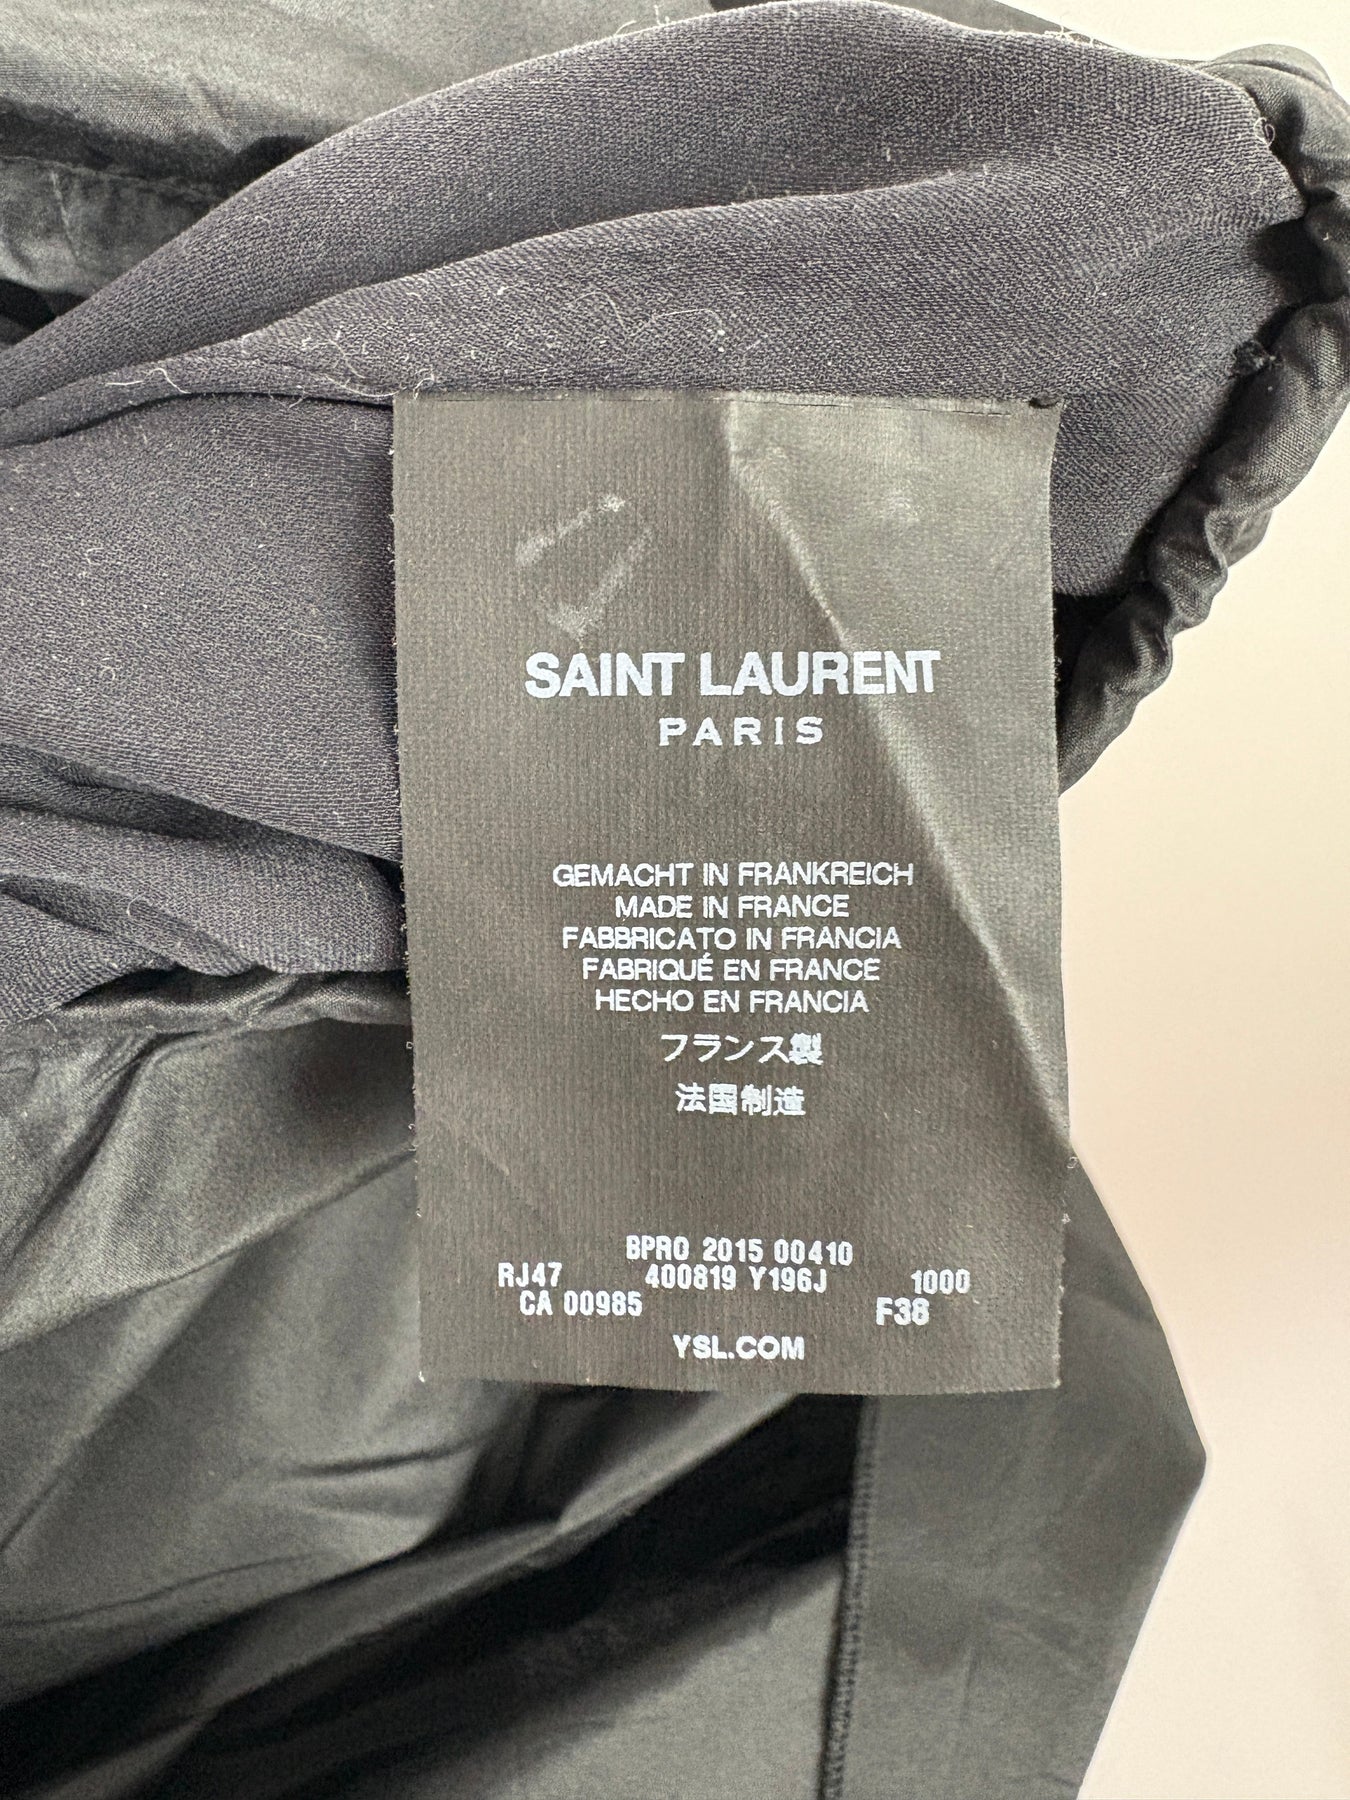 SAINT LAURENT
PARIS
GEMACHT IN FRANKREICH
MADE IN FRANCE
FABBRICATO IN FRANCIA
FABRIQUÉ EN FRANCE
HECHO EN FRANCIA
フランス製
法国制造
BPRO 2015 00410
RJ47 400819 Y196J 1000
CA 00985 F38
YSL.COM